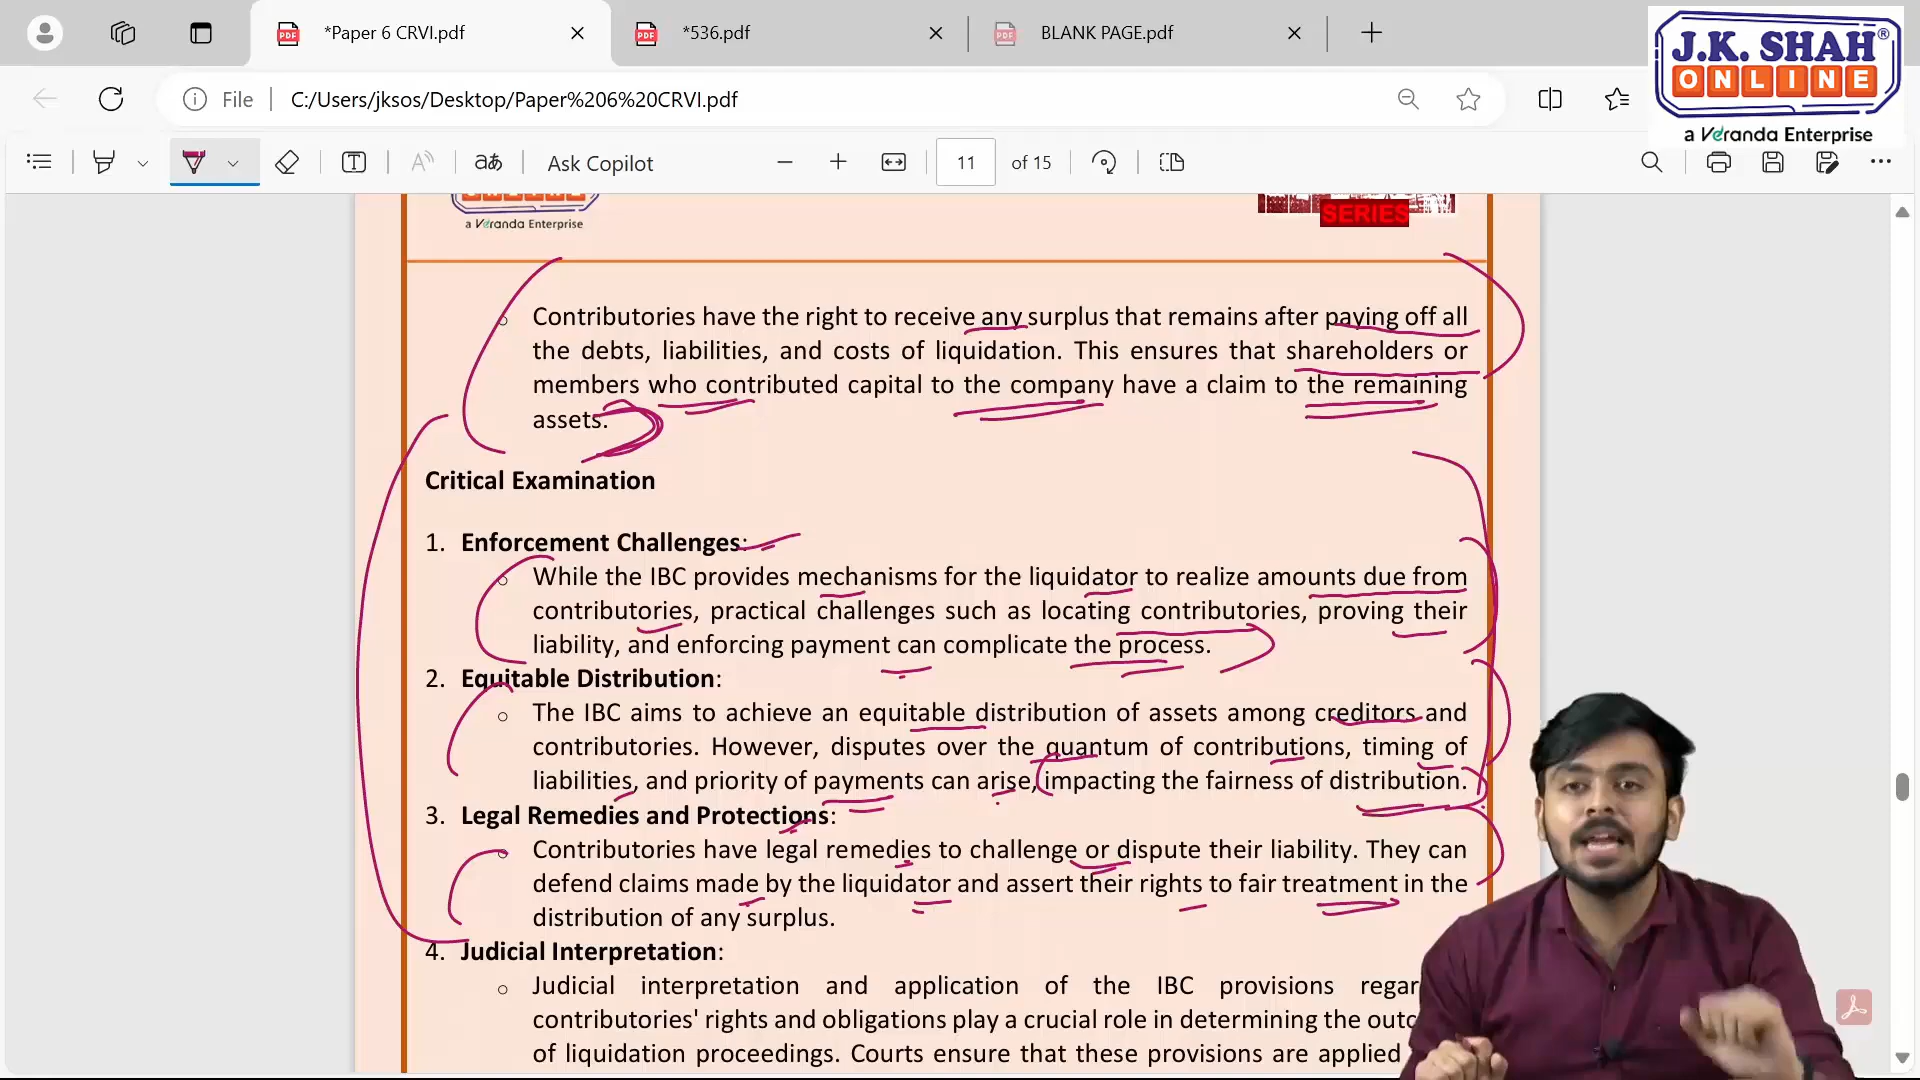 *Paper 6 CRVI.pdf
*536.pdf
BLANK PAGE.pdf
J.K. SHAH®
ONLINE
a Veranda Enterprise
File
C:/Users/jksos/Desktop/Paper%206%20CRVI.pdf
aあ
Ask Copilot
11
of 15
a Veranda Enterprise
SERIES
Contributories have the right to receive any surplus that remains after paying off all
the debts, liabilities, and costs of liquidation. This ensures that shareholders or
members who contributed capital to the company have a claim to the remaining
assets.
Critical Examination
1. Enforcement Challenges:
While the IBC provides mechanisms for the liquidator to realize amounts due from
contributories, practical challenges such as locating contributories, proving their
liability, and enforcing payment can complicate the process.
2. Equitable Distribution:
The IBC aims to achieve an equitable distribution of assets among creditors and
contributories. However, disputes over the quantum of contributions, timing of
liabilities, and priority of payments can arise, impacting the fairness of distribution.
3. Legal Remedies and Protections:
Contributories have legal remedies to challenge or dispute their liability. They can
defend claims made by the liquidator and assert their rights to fair treatment in the
distribution of any surplus.
4. Judicial Interpretation:
Judicial interpretation and application of the IBC provisions
contributories' rights and obligations play a crucial role in determining the
of liquidation proceedings. Courts ensure that these provisions are applied